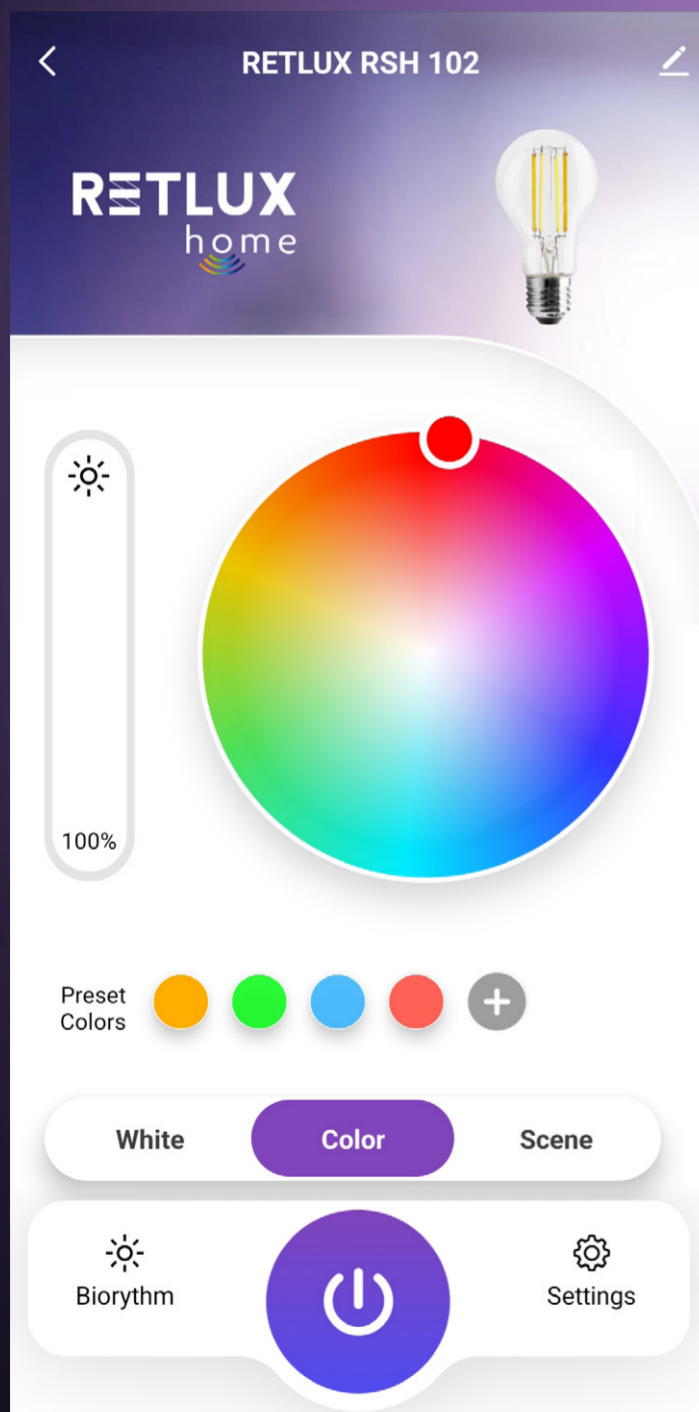 RETLUX RSH 102
RETLUX
home
100%
Preset
Colors
White
Color
Scene
Biorythm
Settings